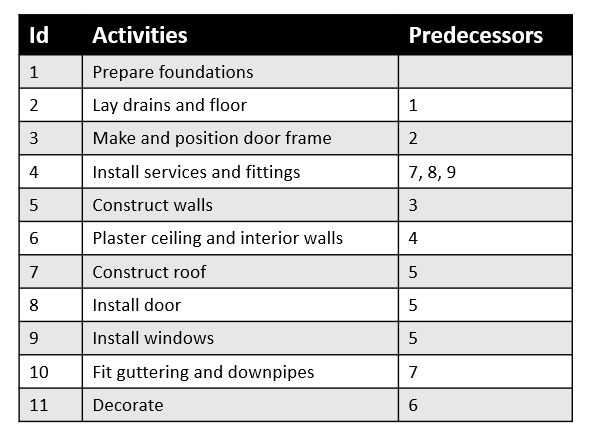 Id Activities Predecessors
1 Prepare foundations
2 Lay drains and floor 1
3 Make and position door frame 2
4 Install services and fittings 7, 8, 9
5 Construct walls 3
6 Plaster ceiling and interior walls 4
7 Construct roof 5
8 Install door 5
9 Install windows 5
10 Fit guttering and downpipes 7
11 Decorate 6